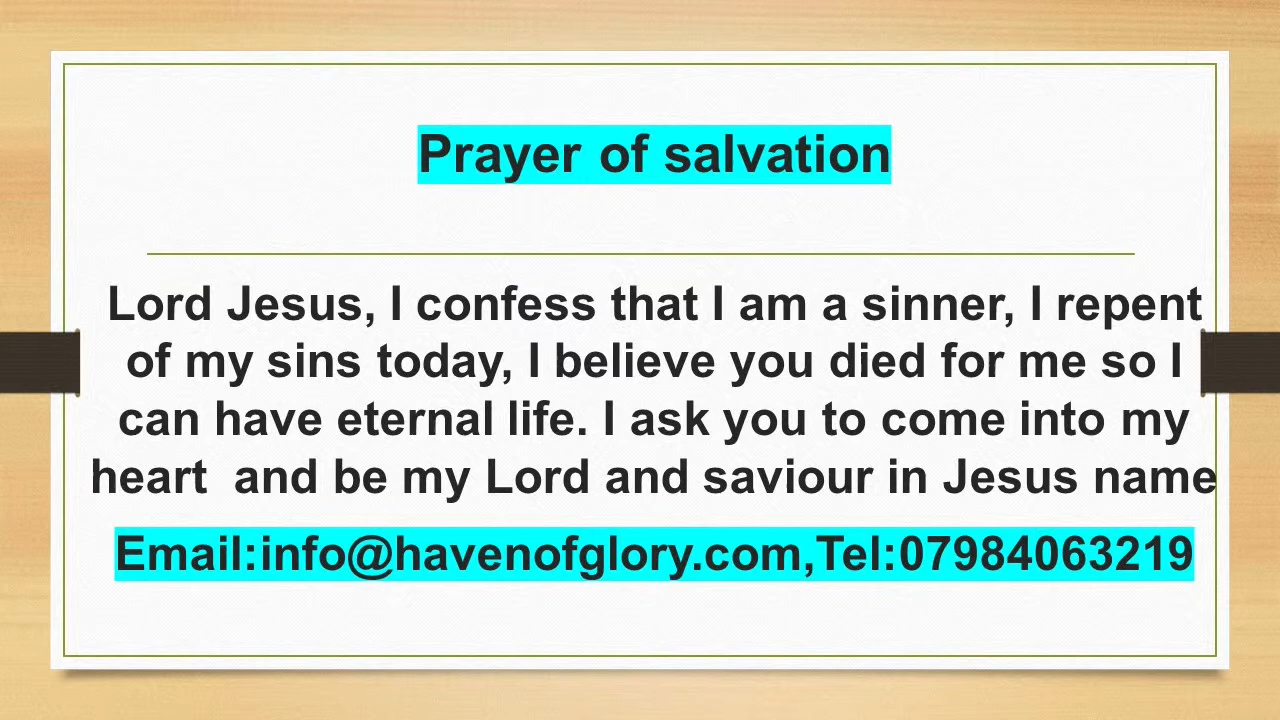 Prayer of salvation
Lord Jesus, I confess that I am a sinner, I repent
of my sins today, I believe you died for me so I
can have eternal life. I ask you to come into my
heart  and be my Lord and saviour in Jesus name
Email:info@havenofglory.com,Tel:07984063219